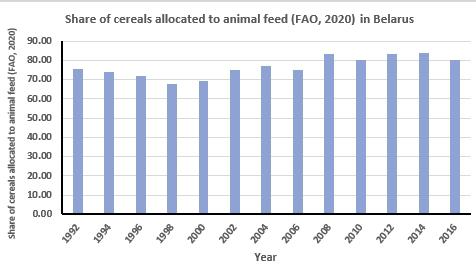 Share of cereals allocated to animal feed (FAO, 2020) in Belarus
Share of cereals allocated to animal feed (FAO, 2020)
90.00
80.00
70.00
60.00
50.00
40.00
30.00
20.00
10.00
0.00
1992 1994 1996 1998 2000 2002 2004 2006 2008 2010 2012 2014 2016
Year